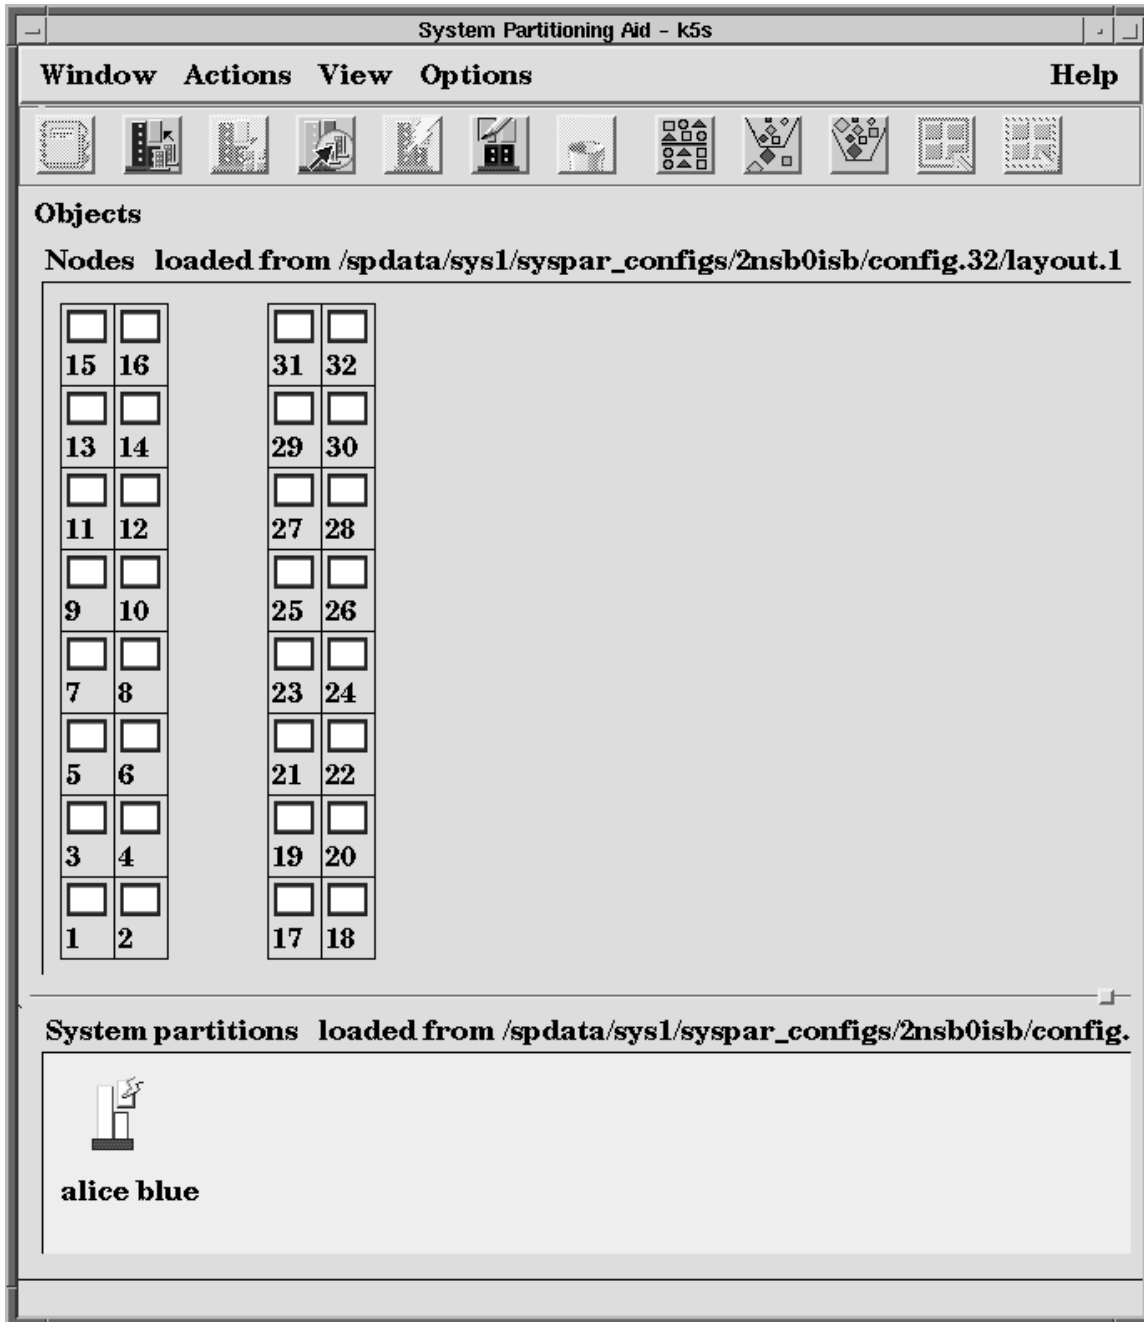 System Partitioning Aid - k5s
Window Actions View Options Help
Objects
Nodes loaded from /spdata/sys1/syspar_configs/2nsb0isb/config.32/layout.1
15 16 31 32
13 14 29 30
11 12 27 28
9 10 25 26
7 8 23 24
5 6 21 22
3 4 19 20
1 2 17 18
System partitions loaded from /spdata/sys1/syspar_configs/2nsb0isb/config.
alice blue